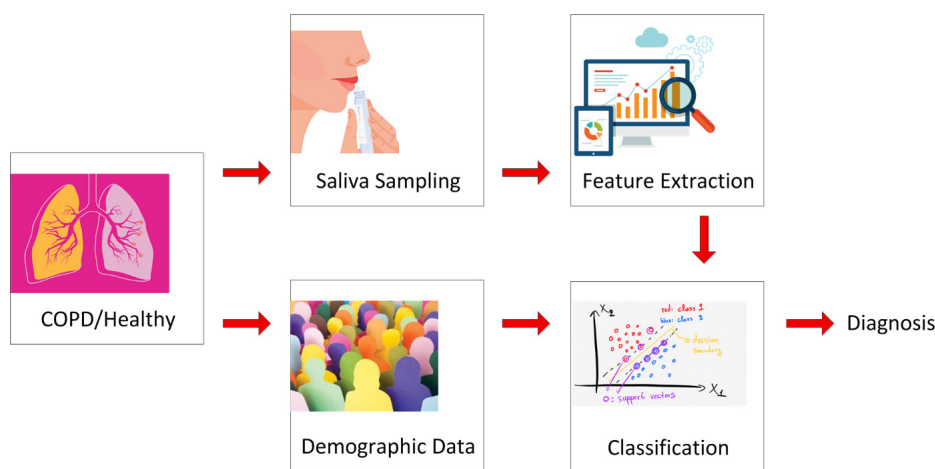 Saliva Sampling
Feature Extraction
COPD/Healthy
Demographic Data
X2
red: class 1
blue: class 2
decision
boundary
X1
O: support vectors
Classification
Diagnosis